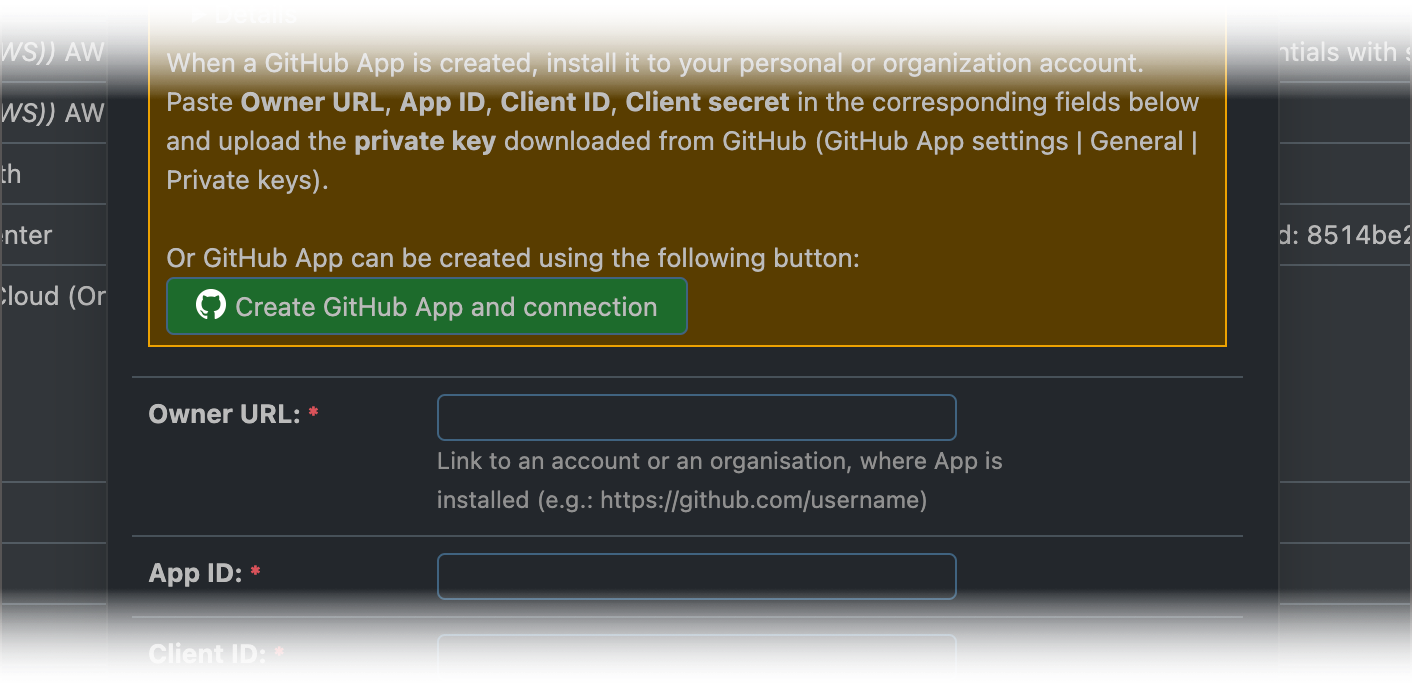 Details
WS)) AW
ntials with s
When a GitHub App is created, install it to your personal or organization account.
Paste Owner URL, App ID, Client ID, Client secret in the corresponding fields below
WS)) AW
and upload the private key downloaded from GitHub (GitHub App settings | General |
th
Private keys).
enter
d: 8514be2
Or GitHub App can be created using the following button:
Cloud (Or
Create GitHub App and connection
Owner URL: *
Link to an account or an organisation, where App is
installed (e.g.: https://github.com/username)
App ID: *
Client ID: *